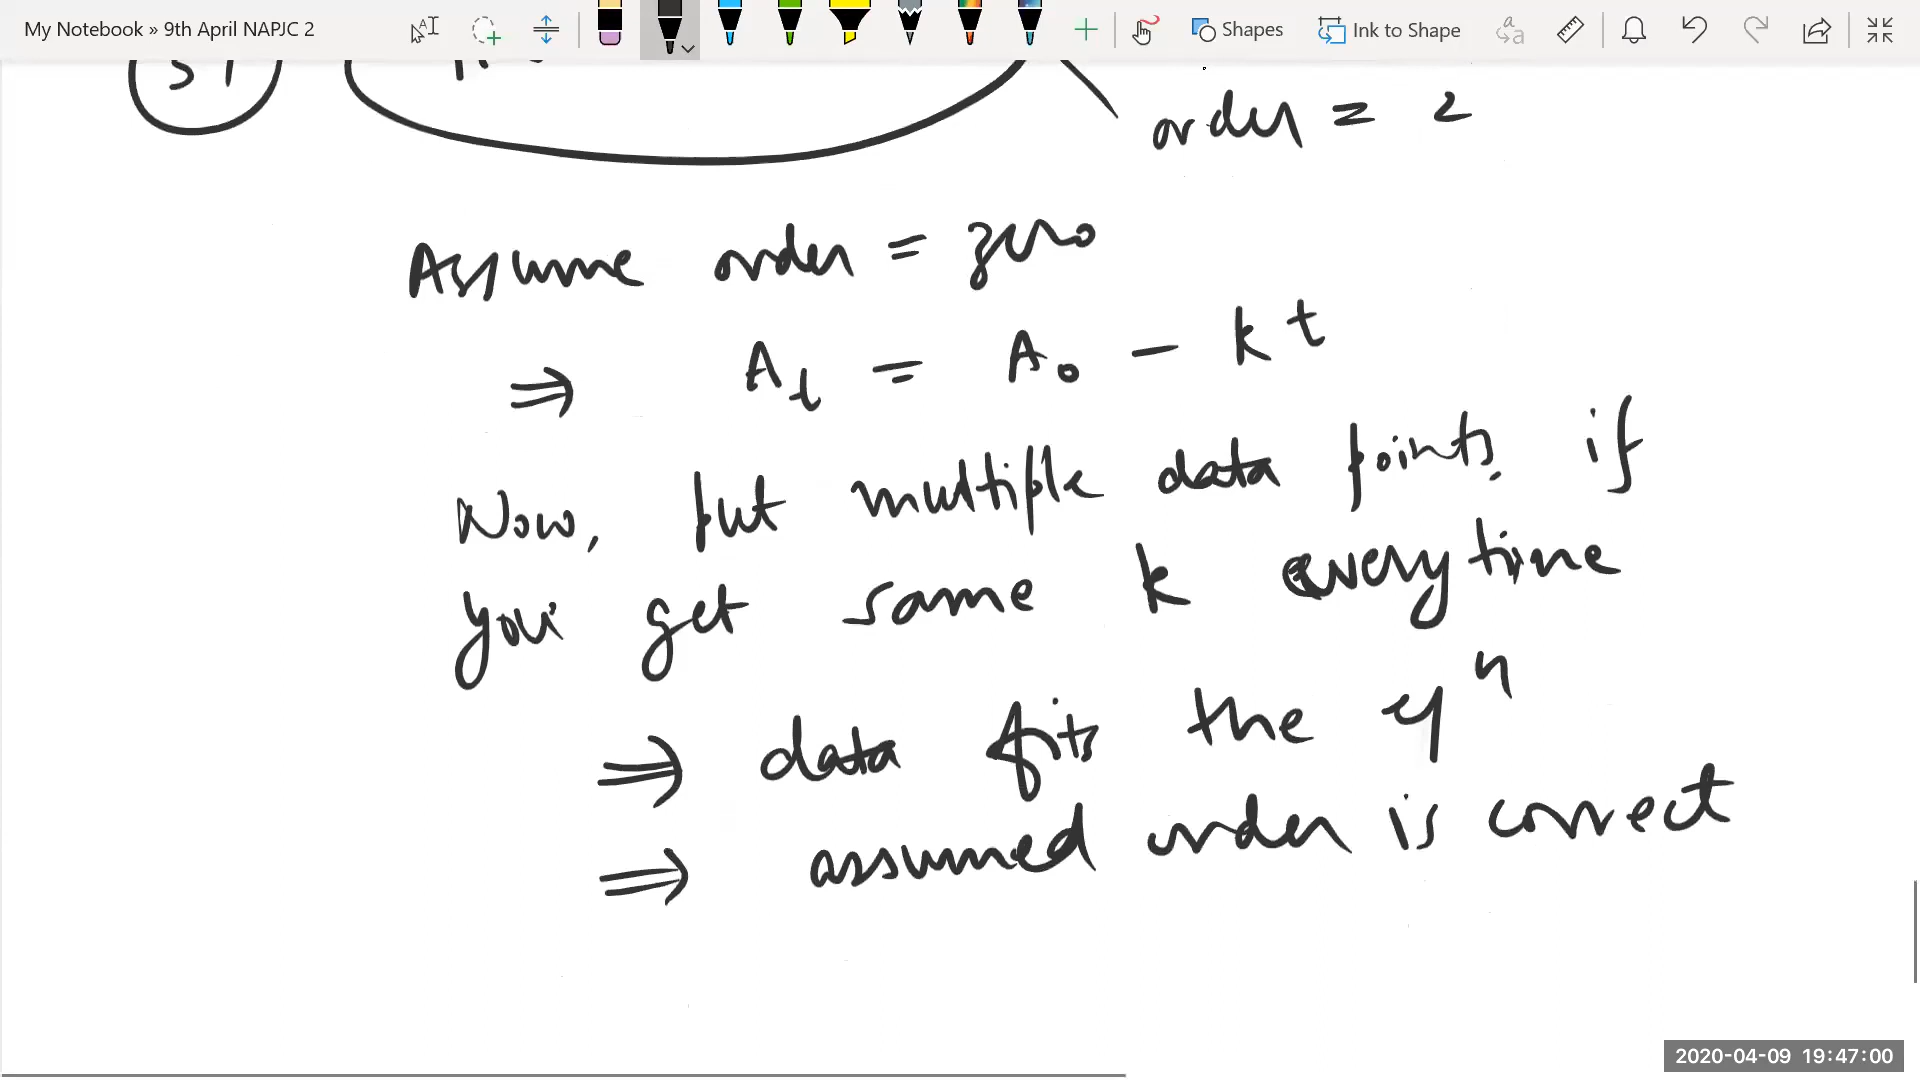 My Notebook » 9th April NAPJC 2
Shapes
Ink to Shape
order = 2
Assume order = zero
⇒ A_t = A_0 - kt
Now, put multiple data points, if
you get same k everytime
⇒ data fits the eqⁿ
⇒ assumed order is correct
2020-04-09 19:47:00